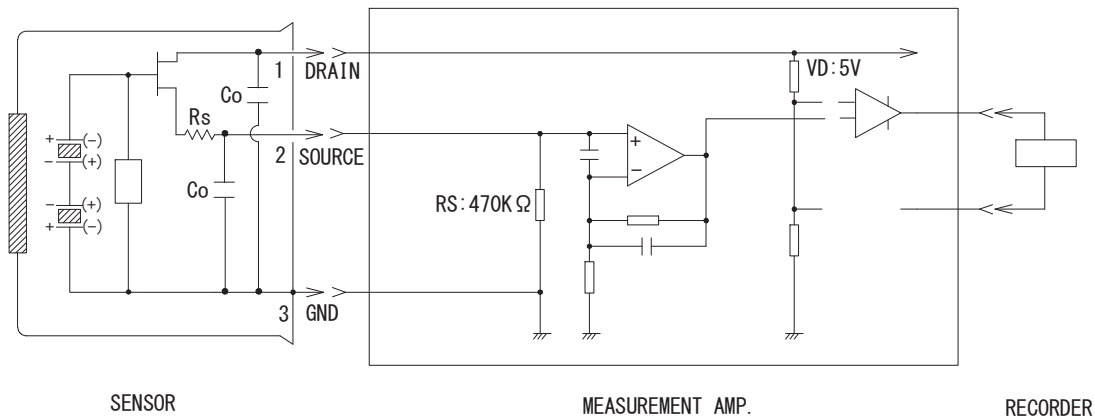 1 DRAIN
VD:5V
Co
Rs
+ (-)
- (+)
2 SOURCE
+
-
Co
RS:470KΩ
- (+)
+ (-)
3 GND
SENSOR
MEASUREMENT AMP.
RECORDER